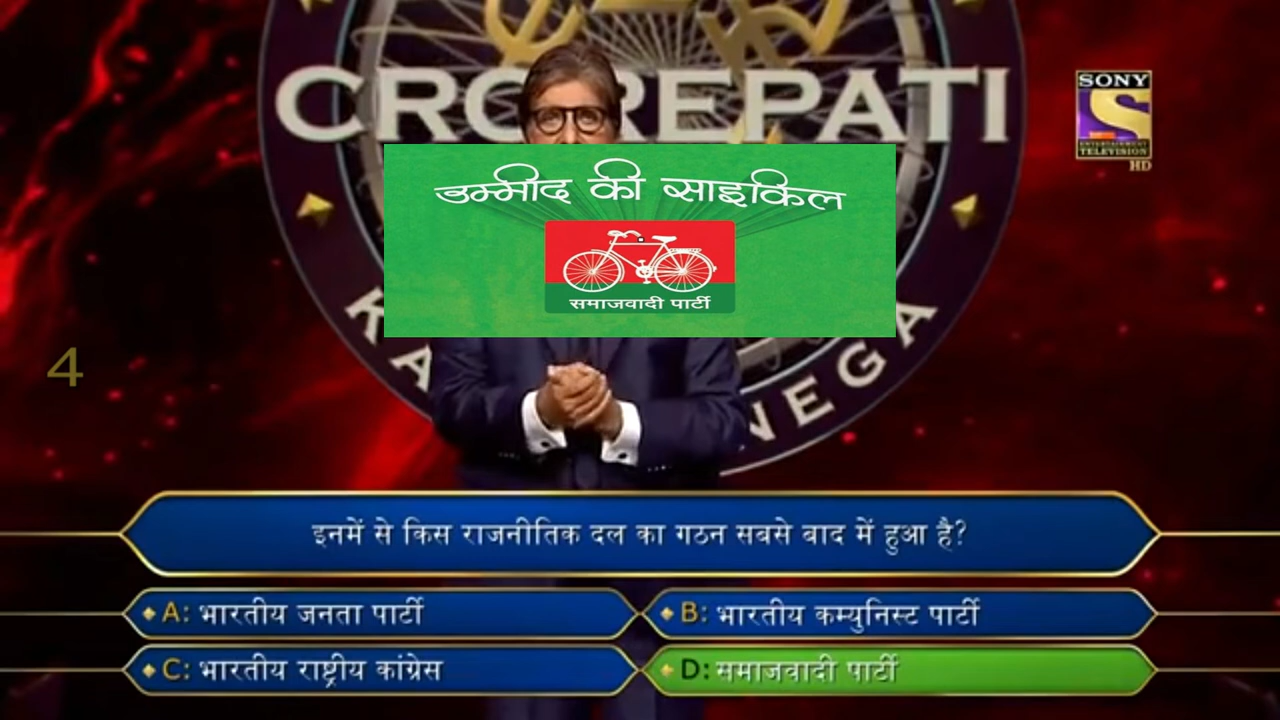 CROREPATI
SONY
ENTERTAINMENT
TELEVISION
HD
उम्मीद की साइकिल
समाजवादी पार्टी
4
KA
NEGA
इनमें से किस राजनीतिक दल का गठन सबसे बाद में हुआ है?
A: भारतीय जनता पार्टी
B: भारतीय कम्युनिस्ट पार्टी
C: भारतीय राष्ट्रीय कांग्रेस
D: समाजवादी पार्टी